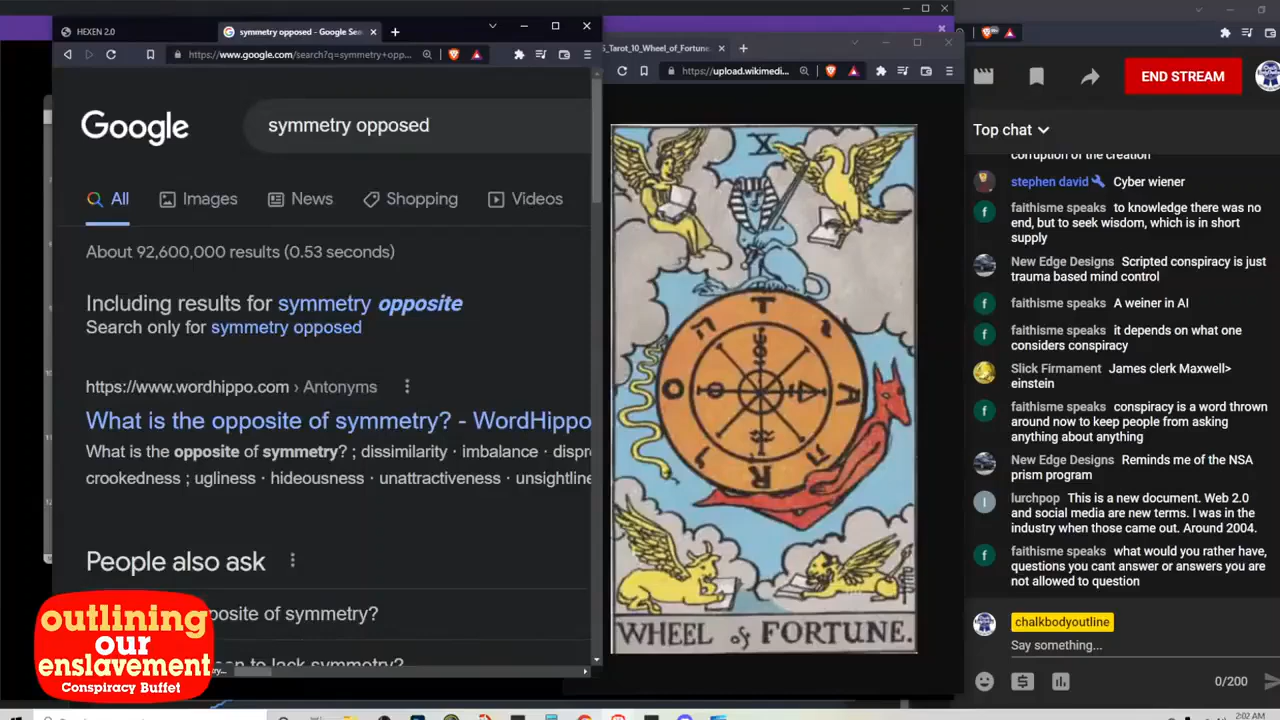 HEXEN 2.0
symmetry opposed - Google Sea
https://www.google.com/search?q=symmetry+opp...
Google
symmetry opposed
All
Images
News
Shopping
Videos
About 92,600,000 results (0.53 seconds)
Including results for symmetry opposite
Search only for symmetry opposed
https://www.wordhippo.com › Antonyms
What is the opposite of symmetry? - WordHippo
What is the opposite of symmetry? ; dissimilarity · imbalance · dispr
crookedness ; ugliness · hideousness · unattractiveness · unsightline
People also ask
posite of symmetry?
n to lack symmetry?
outlining
our
enslavement
Conspiracy Buffet
_Tarot_10_Wheel_of_Fortune
https://upload.wikimedi...
X
T
A
R
O
WHEEL of FORTUNE.
END STREAM
Top chat
corruption of the creation
stephen david Cyber wiener
faithisme speaks to knowledge there was no
end, but to seek wisdom, which is in short
supply
New Edge Designs Scripted conspiracy is just
trauma based mind control
faithisme speaks A weiner in AI
faithisme speaks it depends on what one
considers conspiracy
Slick Firmament James clerk Maxwell>
einstein
faithisme speaks conspiracy is a word thrown
around now to keep people from asking
anything about anything
New Edge Designs Reminds me of the NSA
prism program
lurchpop This is a new document. Web 2.0
and social media are new terms. I was in the
industry when those came out. Around 2004.
faithisme speaks what would you rather have,
questions you cant answer or answers you are
not allowed to question
chalkbodyoutline
Say something...
0/200
2:02 AM